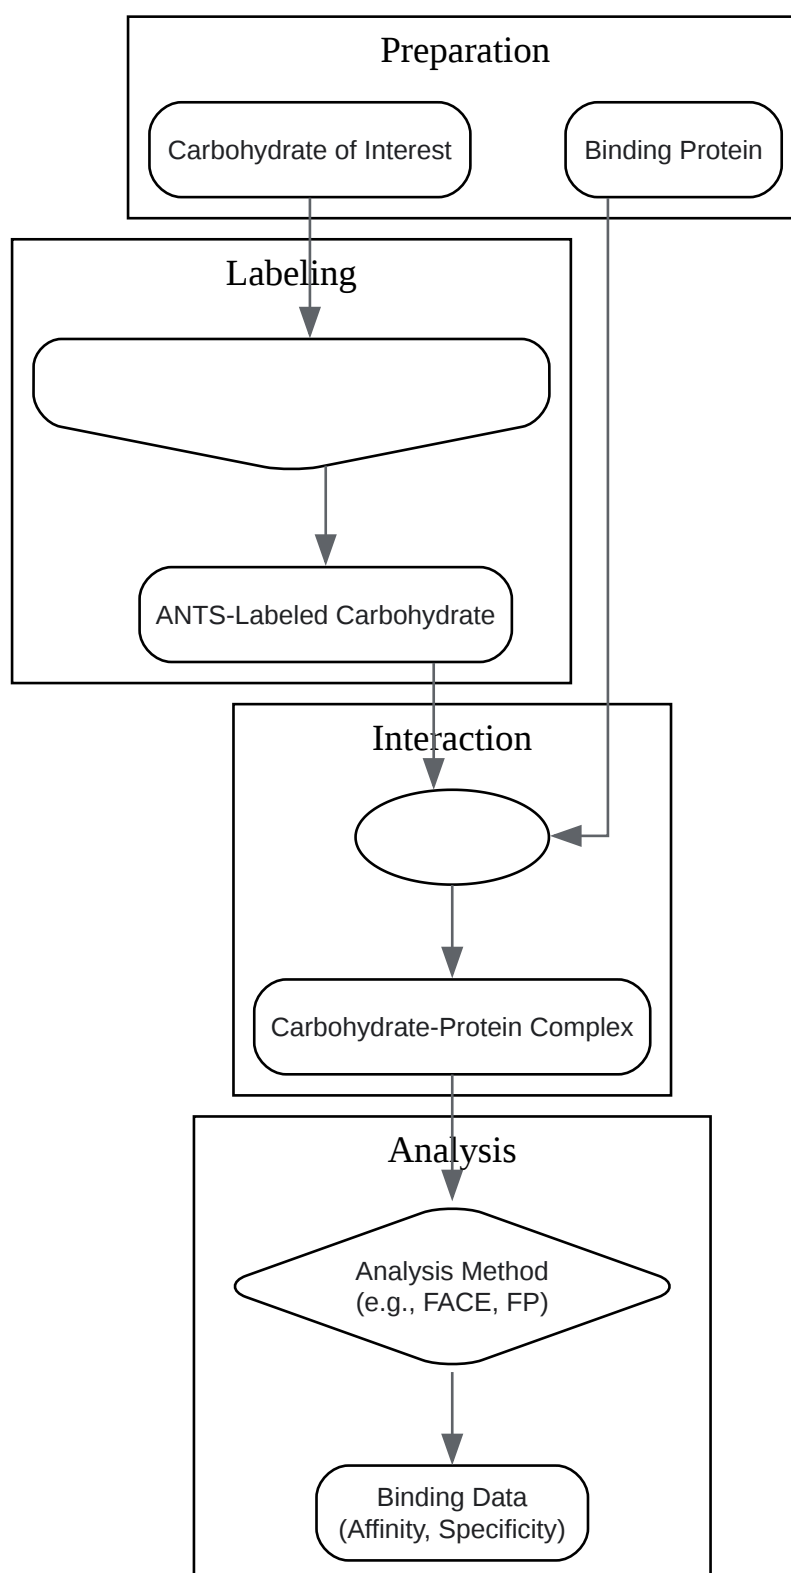 Preparation
Carbohydrate of Interest
Binding Protein
Labeling
ANTS-Labeled Carbohydrate
Interaction
Carbohydrate-Protein Complex
Analysis
Analysis Method
(e.g., FACE, FP)
Binding Data
(Affinity, Specificity)